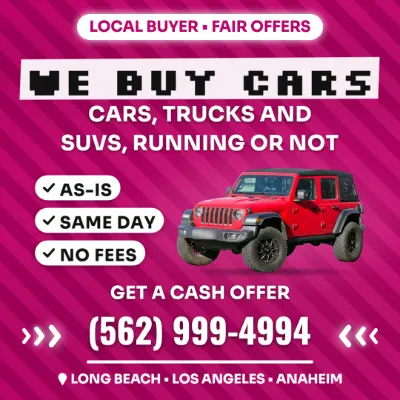 LOCAL BUYER • FAIR OFFERS
WE BUY CARS
CARS, TRUCKS AND
SUVS, RUNNING OR NOT
AS-IS
SAME DAY
NO FEES
GET A CASH OFFER
(562) 999-4994
LONG BEACH • LOS ANGELES • ANAHEIM